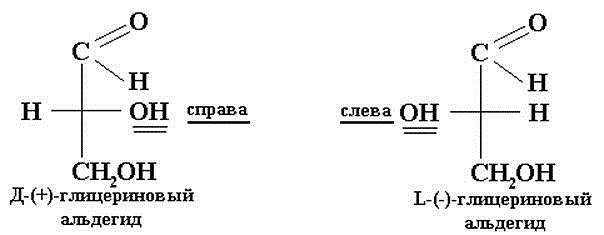 O O
C C
H H
H OH справа слева OH H
CH2OH CH2OH
Д-(+)-глицериновый L-(-)-глицериновый
альдегид альдегид